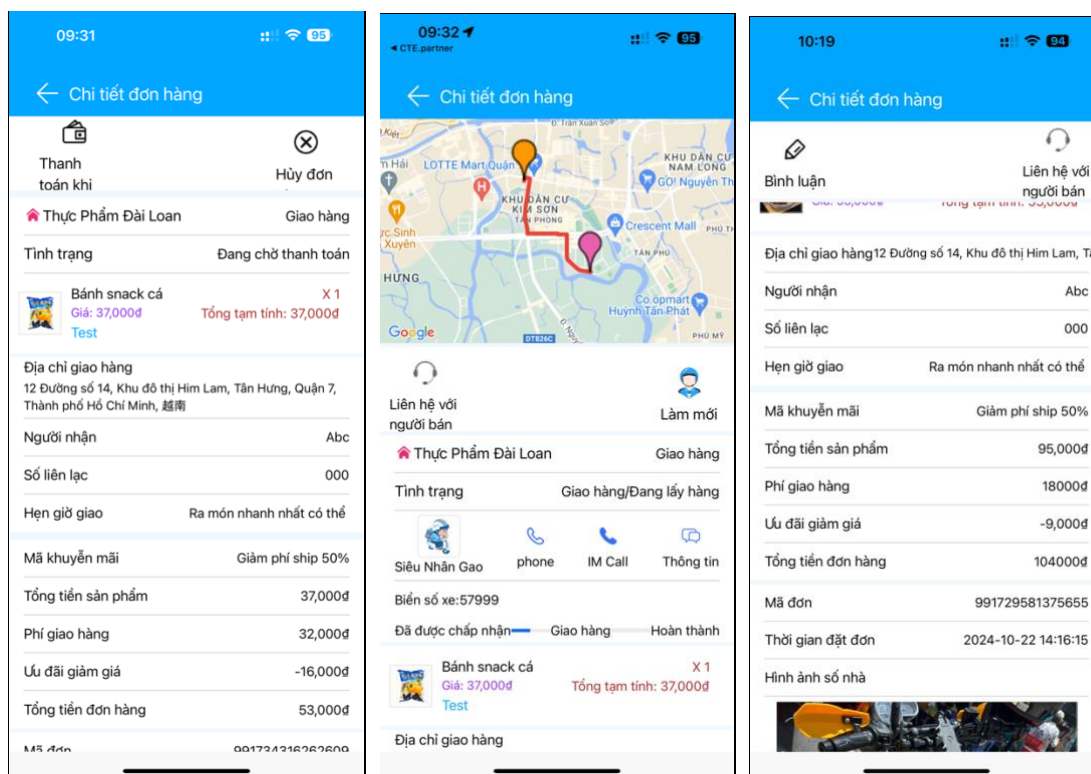 09:31
95
Chi tiết đơn hàng
Thanh
toán khi
Hủy đơn
Thực Phẩm Đài Loan Giao hàng
Tình trạng Đang chờ thanh toán
Bánh snack cá X 1
Giá: 37,000đ Tổng tạm tính: 37,000đ
Test
Địa chỉ giao hàng
12 Đường số 14, Khu đô thị Him Lam, Tân Hưng, Quận 7,
Thành phố Hồ Chí Minh, 越南
Người nhận Abc
Số liên lạc 000
Hẹn giờ giao Ra món nhanh nhất có thể
Mã khuyến mãi Giảm phí ship 50%
Tổng tiền sản phẩm 37,000đ
Phí giao hàng 32,000đ
Ưu đãi giảm giá -16,000đ
Tổng tiền đơn hàng 53,000đ
Mã đơn 991734316262609
09:32
95
CTE.partner
Chi tiết đơn hàng
Đ. Trần Xuân Soạn
LOTTE Mart Quận
KHU DÂN CƯ
NAM LONG
GO! Nguyễn Th
KHU DÂN CƯ
KIM SƠN
TÂN PHONG
Crescent Mall
PHÚ TH
Xuyên
TÂN PHÚ
HƯNG
Co.opmart
Huỳnh Tấn Phát
Google
DT826C
PHÚ MỸ
Liên hệ với
người bán
Làm mới
Thực Phẩm Đài Loan Giao hàng
Tình trạng Giao hàng/Đang lấy hàng
Siêu Nhân Gao phone IM Call Thông tin
Biển số xe:57999
Đã được chấp nhận Giao hàng Hoàn thành
Bánh snack cá X 1
Giá: 37,000đ Tổng tạm tính: 37,000đ
Test
Địa chỉ giao hàng
10:19
94
Chi tiết đơn hàng
Bình luận
Liên hệ với
người bán
Địa chỉ giao hàng12 Đường số 14, Khu đô thị Him Lam, Tâ
Người nhận Abc
Số liên lạc 000
Hẹn giờ giao Ra món nhanh nhất có thể
Mã khuyến mãi Giảm phí ship 50%
Tổng tiền sản phẩm 95,000đ
Phí giao hàng 18000đ
Ưu đãi giảm giá -9,000đ
Tổng tiền đơn hàng 104000đ
Mã đơn 991729581375655
Thời gian đặt đơn 2024-10-22 14:16:15
Hình ảnh số nhà